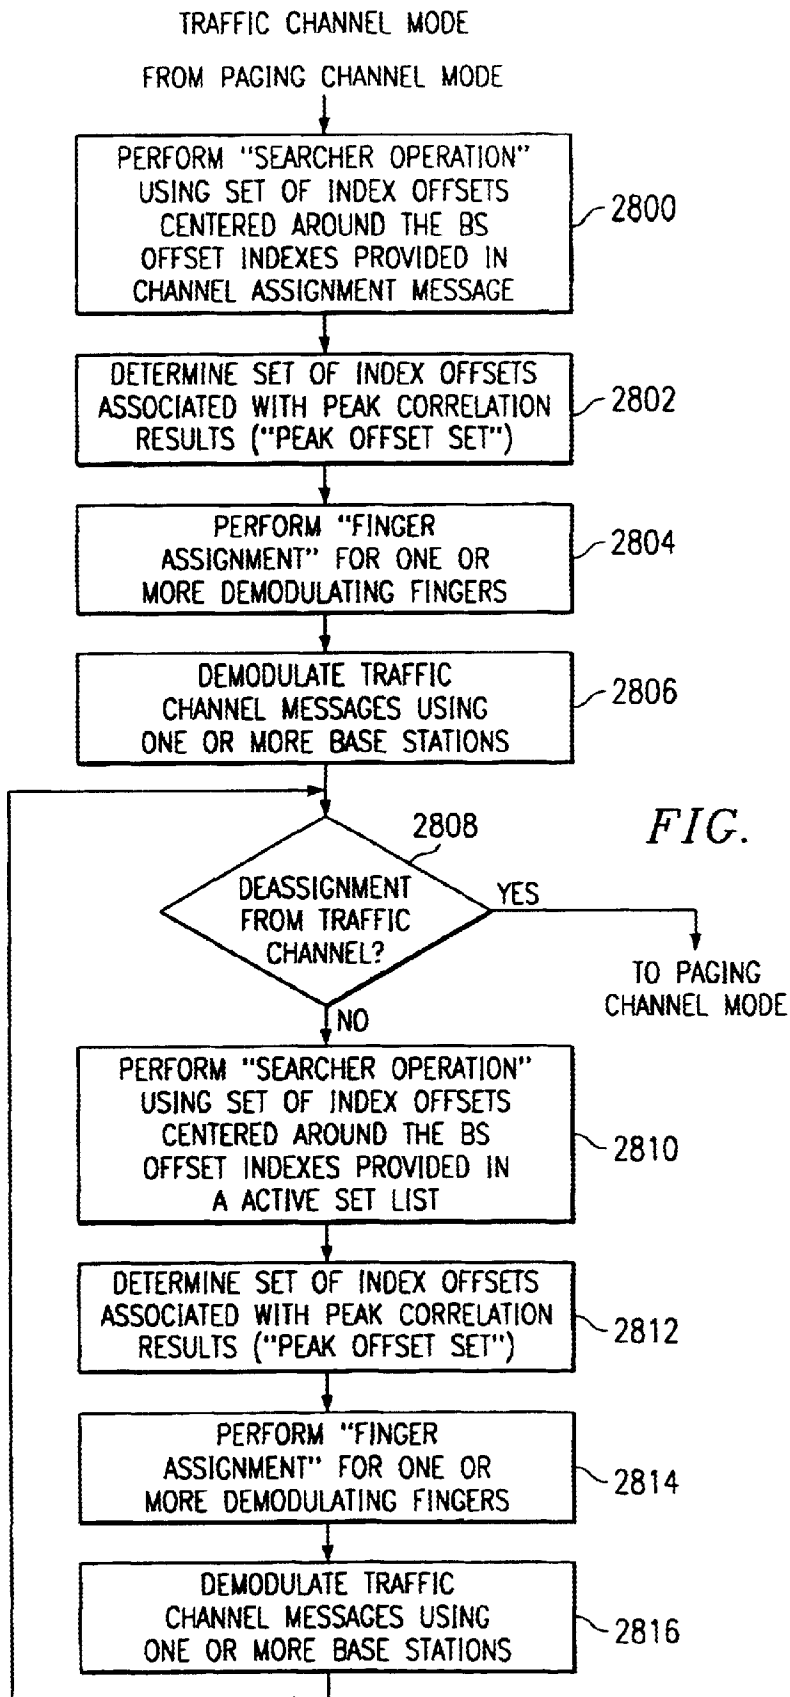 TRAFFIC CHANNEL MODE
FROM PAGING CHANNEL MODE
PERFORM "SEARCHER OPERATION"
USING SET OF INDEX OFFSETS
CENTERED AROUND THE BS
OFFSET INDEXES PROVIDED IN
CHANNEL ASSIGNMENT MESSAGE
2800
DETERMINE SET OF INDEX OFFSETS
ASSOCIATED WITH PEAK CORRELATION
RESULTS ("PEAK OFFSET SET")
2802
PERFORM "FINGER
ASSIGNMENT" FOR ONE OR
MORE DEMODULATING FINGERS
2804
DEMODULATE TRAFFIC
CHANNEL MESSAGES USING
ONE OR MORE BASE STATIONS
2806
FIG.
2808
DEASSIGNMENT
FROM TRAFFIC
CHANNEL?
YES
TO PAGING
CHANNEL MODE
NO
PERFORM "SEARCHER OPERATION"
USING SET OF INDEX OFFSETS
CENTERED AROUND THE BS
OFFSET INDEXES PROVIDED IN
A ACTIVE SET LIST
2810
DETERMINE SET OF INDEX OFFSETS
ASSOCIATED WITH PEAK CORRELATION
RESULTS ("PEAK OFFSET SET")
2812
PERFORM "FINGER
ASSIGNMENT" FOR ONE OR
MORE DEMODULATING FINGERS
2814
DEMODULATE TRAFFIC
CHANNEL MESSAGES USING
ONE OR MORE BASE STATIONS
2816